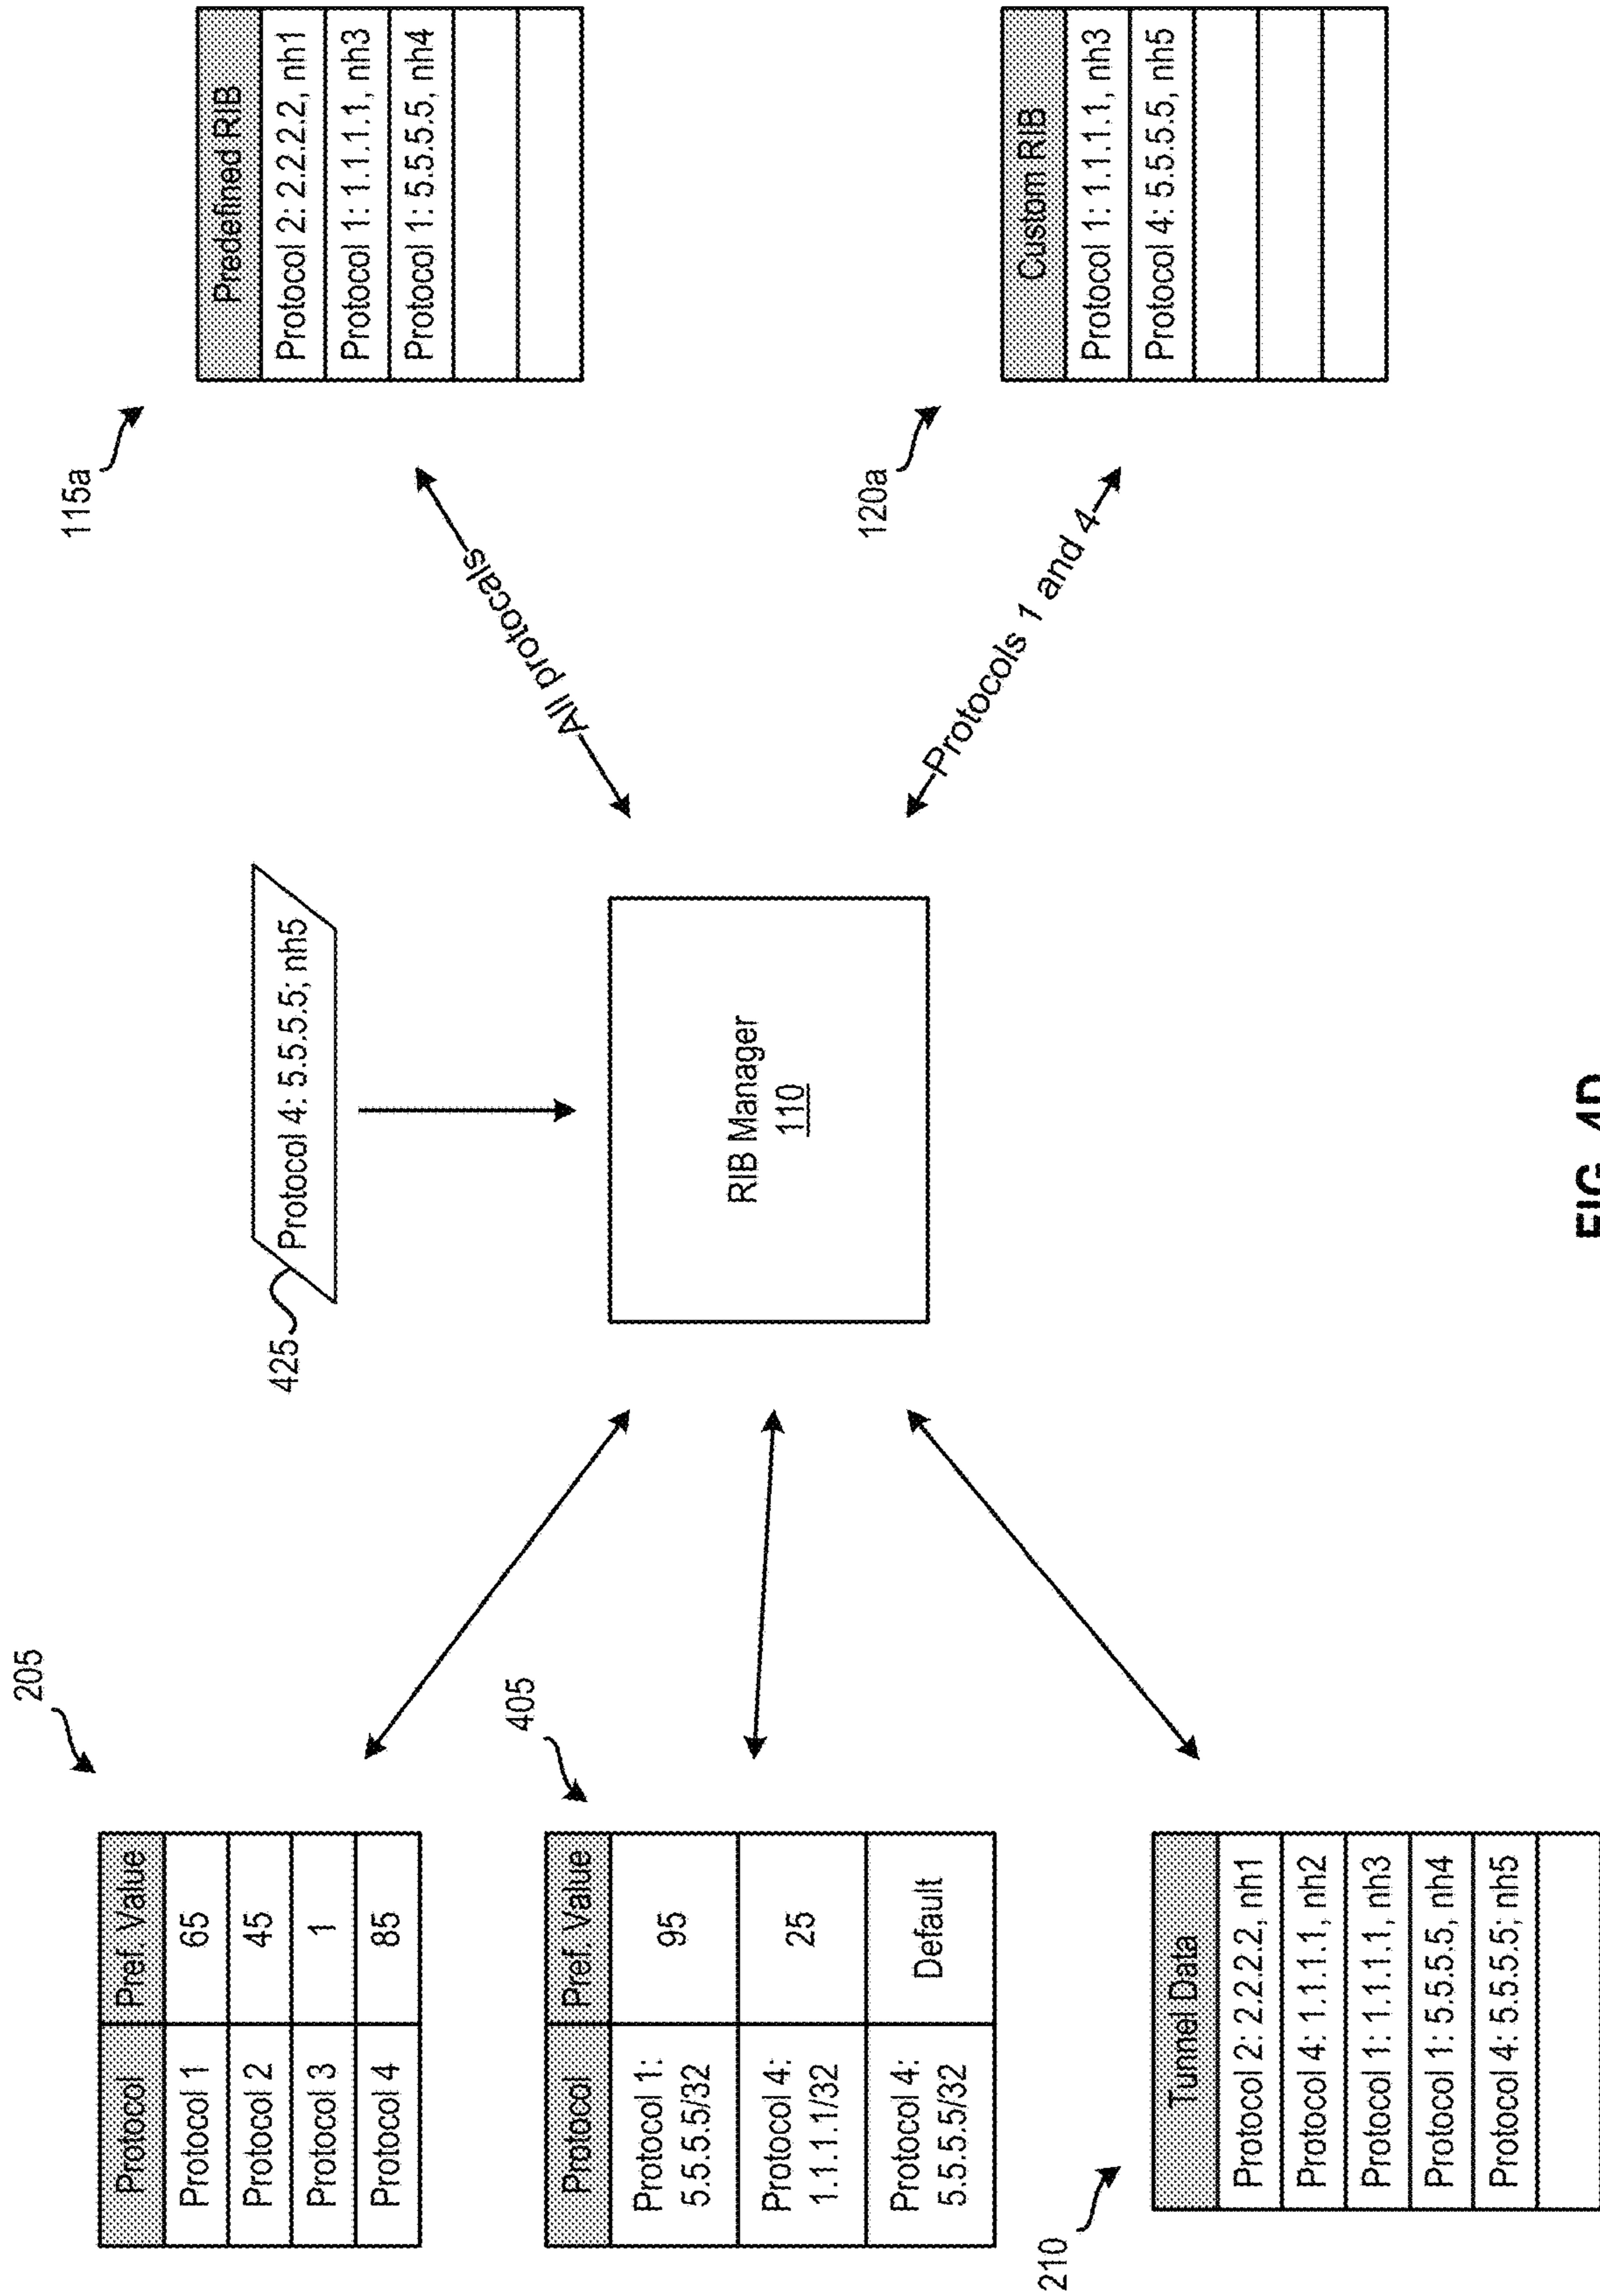 205
Protocol Pref. Value
Protocol 1 65
Protocol 2 45
Protocol 3 1
Protocol 4 85
405
Protocol Pref. Value
Protocol 1:
5.5.5.5/32
95
Protocol 4:
1.1.1.1/32
25
Protocol 4:
5.5.5.5/32
Default
210
Tunnel Data
Protocol 2: 2.2.2.2, nh1
Protocol 4: 1.1.1.1, nh2
Protocol 1: 1.1.1.1, nh3
Protocol 1: 5.5.5.5, nh4
Protocol 4: 5.5.5.5; nh5
425
Protocol 4: 5.5.5.5; nh5
RIB Manager
110
All protocals
Protocols 1 and 4
115a
Predefined RIB
Protocol 2: 2.2.2.2, nh1
Protocol 1: 1.1.1.1, nh3
Protocol 1: 5.5.5.5, nh4
120a
Custom RIB
Protocol 1: 1.1.1.1, nh3
Protocol 4: 5.5.5.5, nh5
FIG. 4D